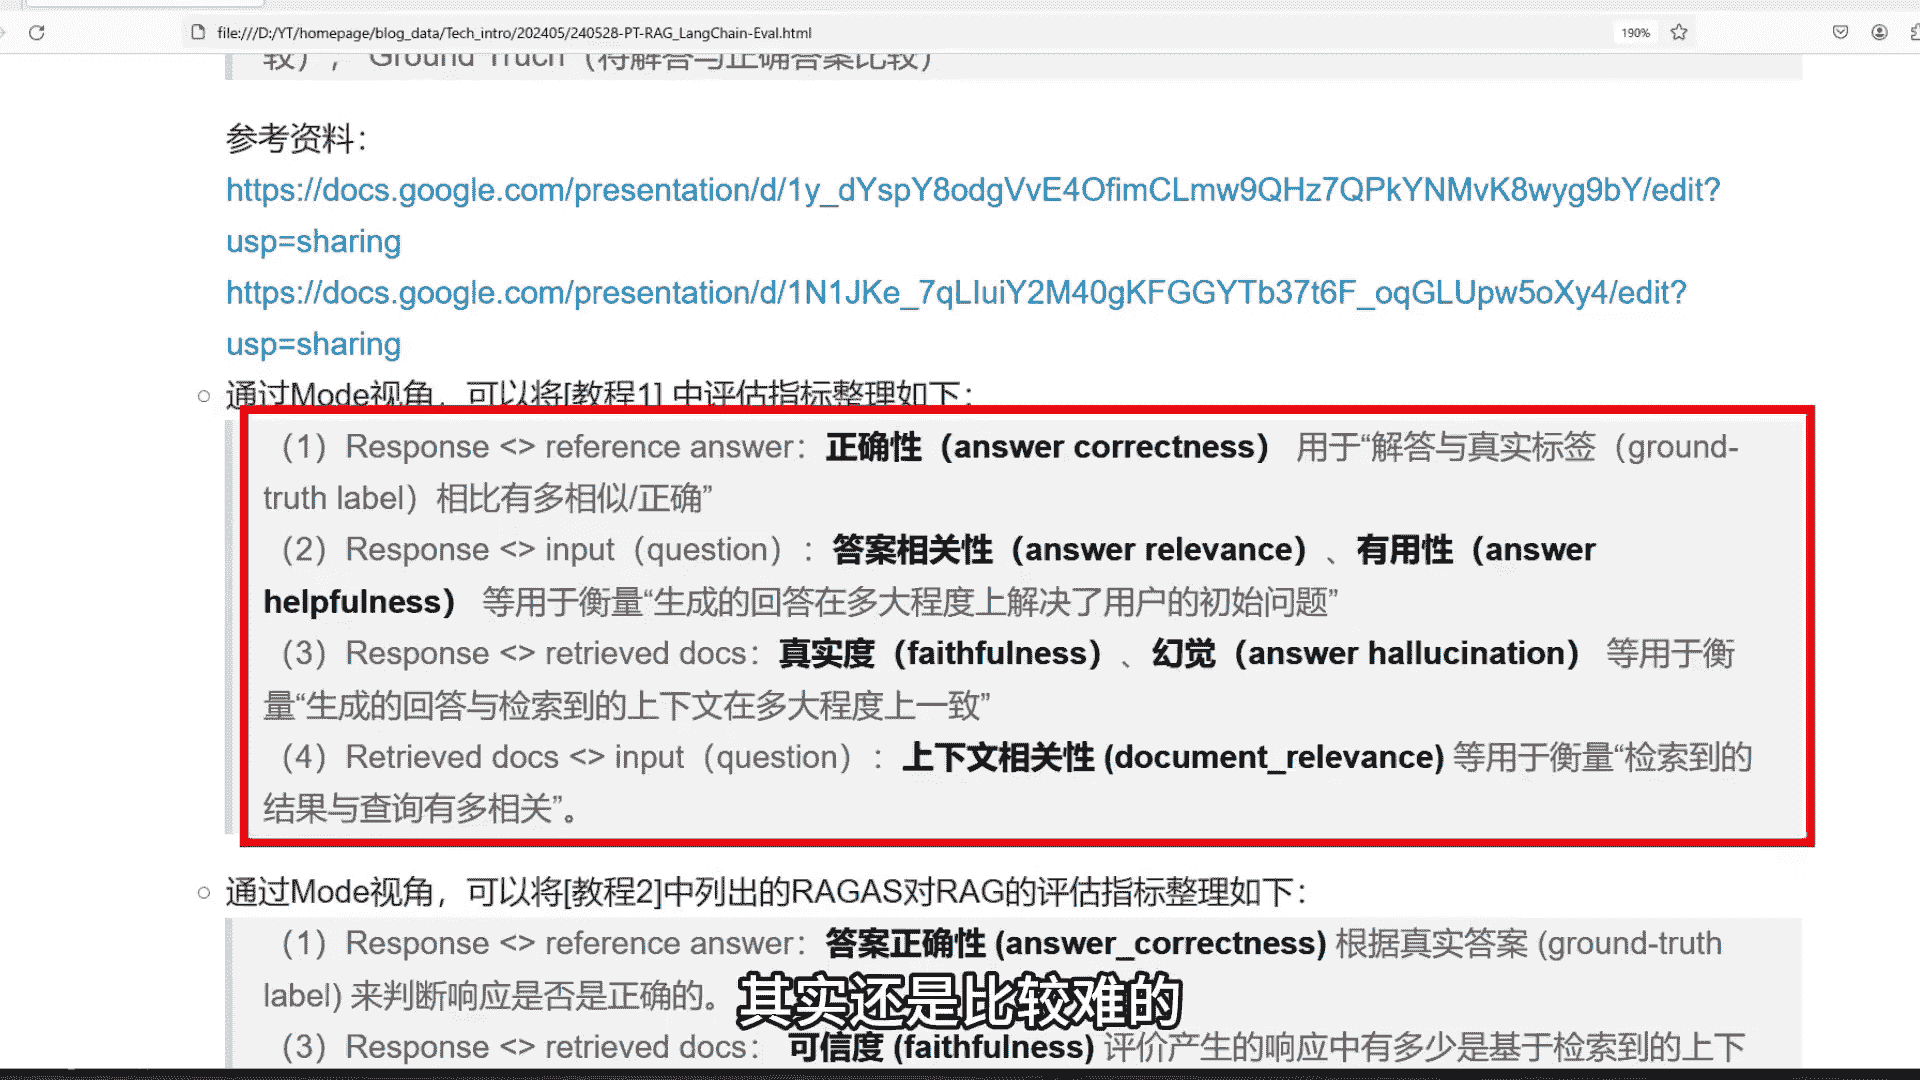 file:///D:/YT/homepage/blog_data/Tech_intro/202405/240528-PT-RAG_LangChain-Eval.html
190%
较），“Ground Truch（将解答与正确答案比较）
参考资料：
https://docs.google.com/presentation/d/1y_dYspY8odgVvE4OfimCLmw9QHz7QPkYNMvK8wyg9bY/edit?
usp=sharing
https://docs.google.com/presentation/d/1N1JKe_7qLluiY2M40gKFGGYTb37t6F_oqGLUpw5oXy4/edit?
usp=sharing
通过Mode视角，可以将[教程1] 中评估指标整理如下：
（1）Response <> reference answer：正确性（answer correctness） 用于“解答与真实标签（ground-
truth label）相比有多相似/正确”
（2）Response <> input（question）：答案相关性（answer relevance）、有用性（answer
helpfulness） 等用于衡量“生成的回答在多大程度上解决了用户的初始问题”
（3）Response <> retrieved docs：真实度（faithfulness）、幻觉（answer hallucination） 等用于衡
量“生成的回答与检索到的上下文在多大程度上一致”
（4）Retrieved docs <> input（question）：上下文相关性 (document_relevance) 等用于衡量“检索到的
结果与查询有多相关”。
通过Mode视角，可以将[教程2]中列出的RAGAS对RAG的评估指标整理如下：
（1）Response <> reference answer：答案正确性 (answer_correctness) 根据真实答案 (ground-truth
label) 来判断响应是否是正确的。
其实还是比较难的
（3）Response <> retrieved docs： 可信度 (faithfulness) 评价产生的响应中有多少是基于检索到的上下